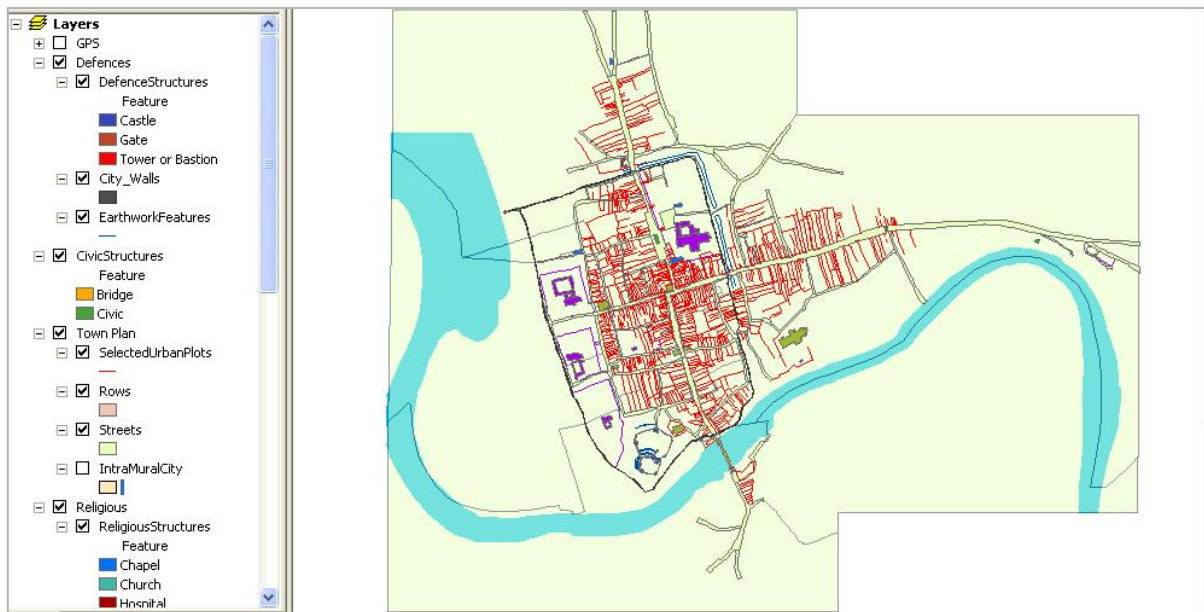 Layers
GPS
Defences
DefenceStructures
Feature
Castle
Gate
Tower or Bastion
City_Walls
EarthworkFeatures
CivicStructures
Feature
Bridge
Civic
Town Plan
SelectedUrbanPlots
Rows
Streets
IntraMuralCity
Religious
ReligiousStructures
Feature
Chapel
Church
Hospital